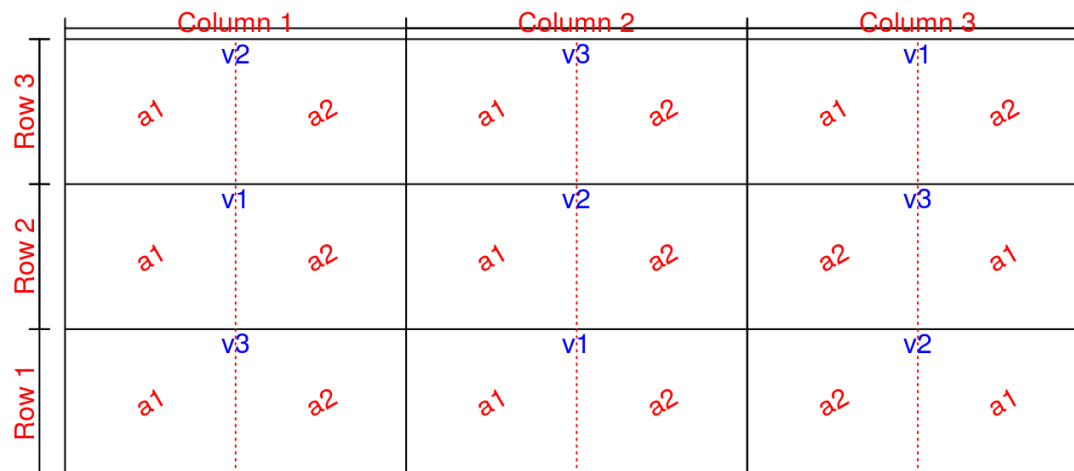 Column 1 Column 2 Column 3
v2 v3 v1
Row 3 a1 a2 a1 a2 a1 a2
v1 v2 v3
Row 2 a1 a2 a1 a2 a2 a1
v3 v1 v2
Row 1 a1 a2 a1 a2 a2 a1